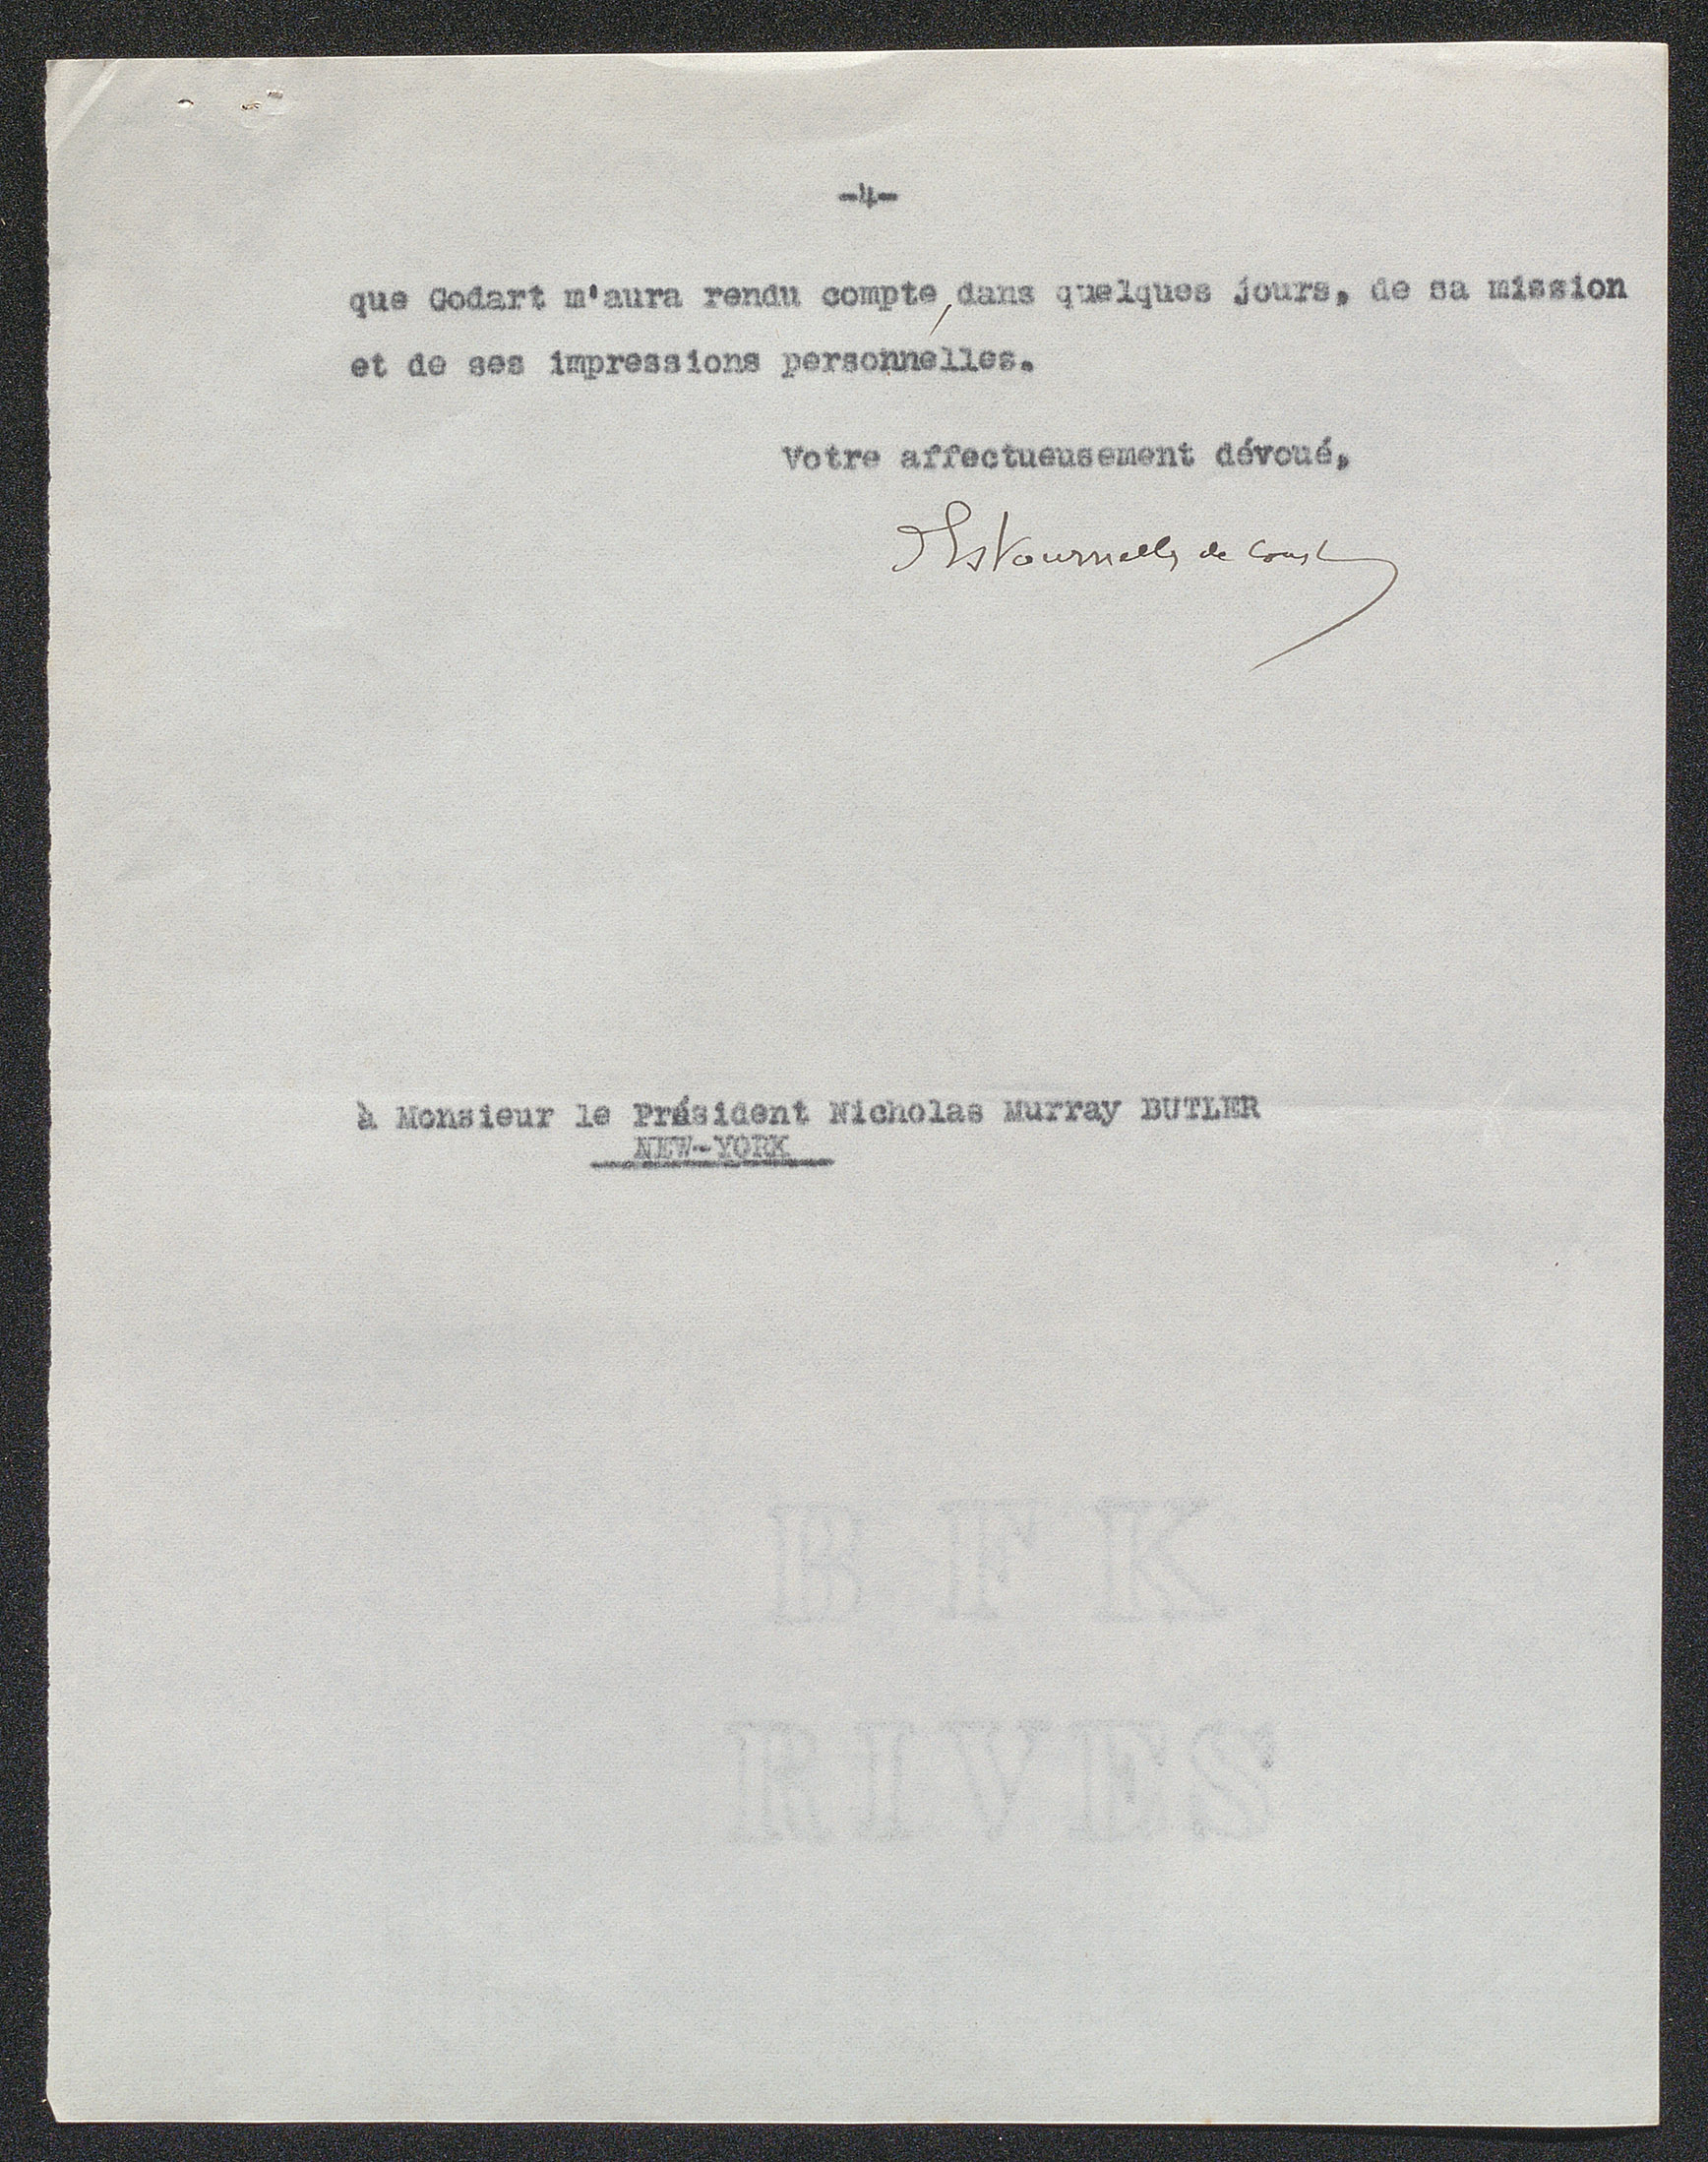 -4-
que Godart m'aura rendu compte, dans quelques jours, de sa mission
et de ses impressions personnelles.
Votre affectueusement dévoué,
d'Estournelles de Constant
à Monsieur le Président Nicholas Murray BUTLER
NEW-YORK
BFK
RIVES